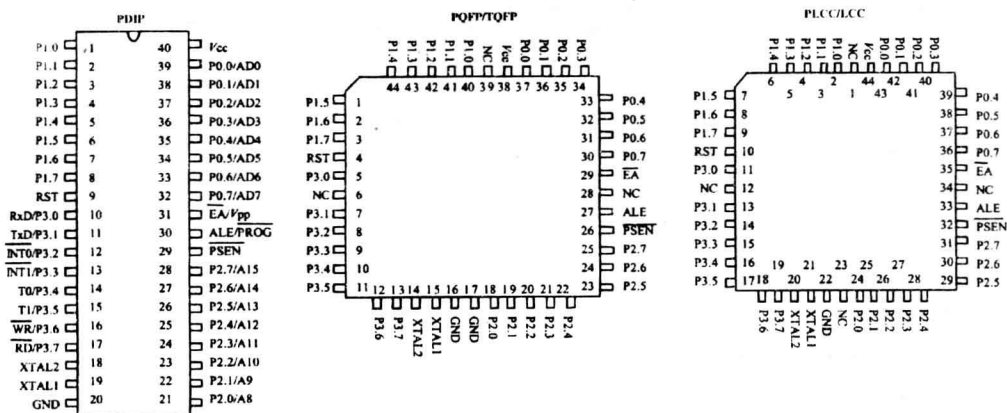 PDIP
P1.0 1 40 Vcc
P1.1 2 39 P0.0/AD0
P1.2 3 38 P0.1/AD1
P1.3 4 37 P0.2/AD2
P1.4 5 36 P0.3/AD3
P1.5 6 35 P0.4/AD4
P1.6 7 34 P0.5/AD5
P1.7 8 33 P0.6/AD6
RST 9 32 P0.7/AD7
RxD/P3.0 10 31 EA/Vpp
TxD/P3.1 11 30 ALE/PROG
INT0/P3.2 12 29 PSEN
INT1/P3.3 13 28 P2.7/A15
T0/P3.4 14 27 P2.6/A14
T1/P3.5 15 26 P2.5/A13
WR/P3.6 16 25 P2.4/A12
RD/P3.7 17 24 P2.3/A11
XTAL2 18 23 P2.2/A10
XTAL1 19 22 P2.1/A9
GND 20 21 P2.0/A8
PQFP/TQFP
P1.4 P1.3 P1.2 P1.1 P1.0 NC Vcc P0.0 P0.1 P0.2 P0.3
44 43 42 41 40 39 38 37 36 35 34
P1.5 1 33 P0.4
P1.6 2 32 P0.5
P1.7 3 31 P0.6
RST 4 30 P0.7
P3.0 5 29 EA
NC 6 28 NC
P3.1 7 27 ALE
P3.2 8 26 PSEN
P3.3 9 25 P2.7
P3.4 10 24 P2.6
P3.5 11 23 P2.5
12 13 14 15 16 17 18 19 20 21 22
P3.6 P3.7 XTAL2 XTAL1 GND GND P2.0 P2.1 P2.2 P2.3 P2.4
PLCC/LCC
P1.4 P1.3 P1.2 P1.1 P1.0 NC Vcc P0.0 P0.1 P0.2 P0.3
6 4 2 44 42 40
5 3 1 43 41
P1.5 7 39 P0.4
P1.6 8 38 P0.5
P1.7 9 37 P0.6
RST 10 36 P0.7
P3.0 11 35 EA
NC 12 34 NC
P3.1 13 33 ALE
P3.2 14 32 PSEN
P3.3 15 31 P2.7
P3.4 16 30 P2.6
P3.5 17 29 P2.5
19 21 23 25 27
18 20 22 24 26 28
P3.6 P3.7 XTAL2 XTAL1 GND NC P2.0 P2.1 P2.2 P2.3 P2.4